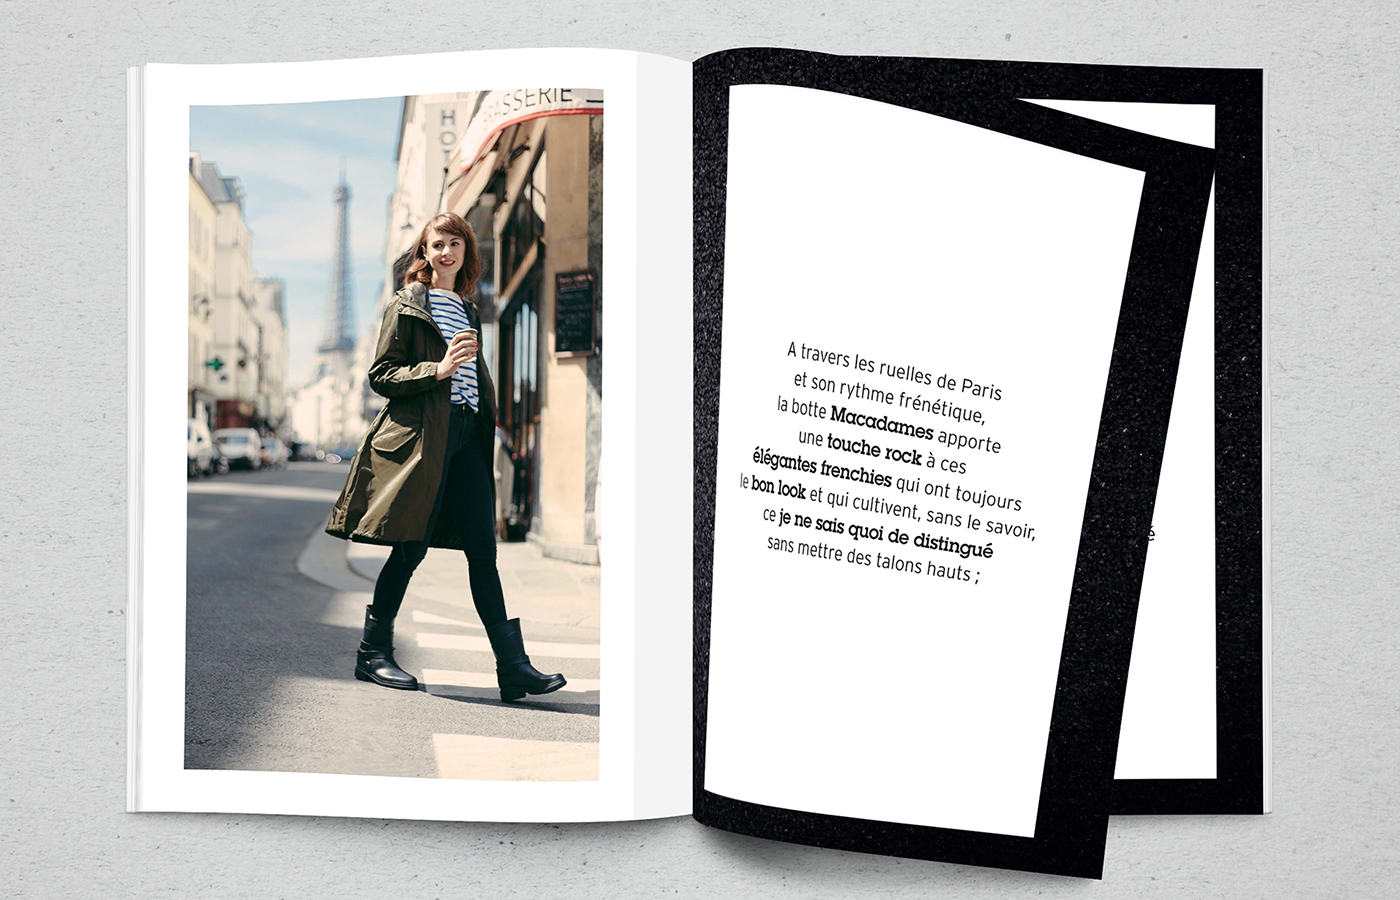 BRASSERIE
HOT
A travers les ruelles de Paris
et son rythme frénétique,
la botte Macadames apporte
une touche rock à ces
élégantes frenchies qui ont toujours
le bon look et qui cultivent, sans le savoir,
ce je ne sais quoi de distingué
sans mettre des talons hauts ;
é